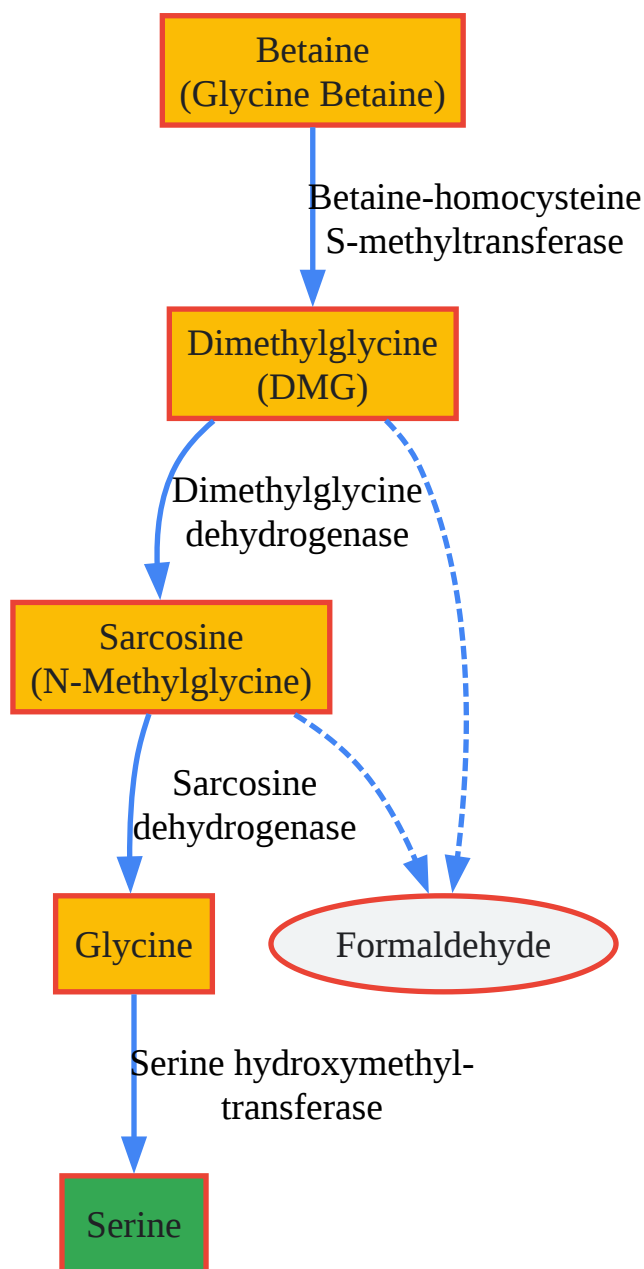 Betaine
(Glycine Betaine)
Betaine-homocysteine
S-methyltransferase
Dimethylglycine
(DMG)
Dimethylglycine
dehydrogenase
Sarcosine
(N-Methylglycine)
Sarcosine
dehydrogenase
Glycine
Formaldehyde
Serine hydroxymethyl-
transferase
Serine